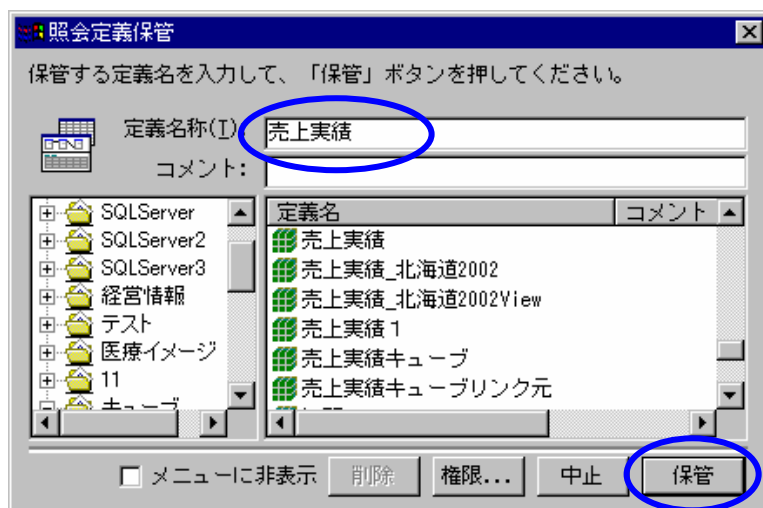 照会定義保管
保管する定義名を入力して、「保管」ボタンを押してください。
定義名称(I) 売上実績
コメント:
SQLServer
SQLServer2
SQLServer3
経営情報
テスト
医療イメージ
11
キューブ
定義名 コメント
売上実績
売上実績_北海道2002
売上実績_北海道2002View
売上実績1
売上実績キューブ
売上実績キューブリンク元
メニューに非表示 削除 権限... 中止 保管